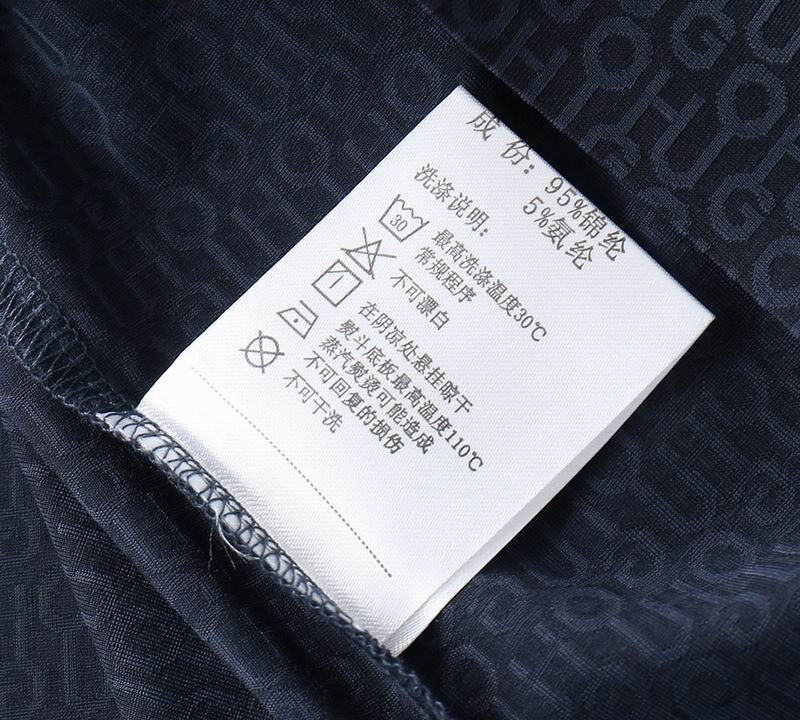 成 份：95%锦纶
5%氨纶
洗涤说明：
30
最高洗涤温度30℃
常规程序
不可漂白
在阴凉处悬挂晾干
熨斗底板最高温度110℃
蒸汽熨烫可能造成
不可回复的损伤
不可干洗
HUGO